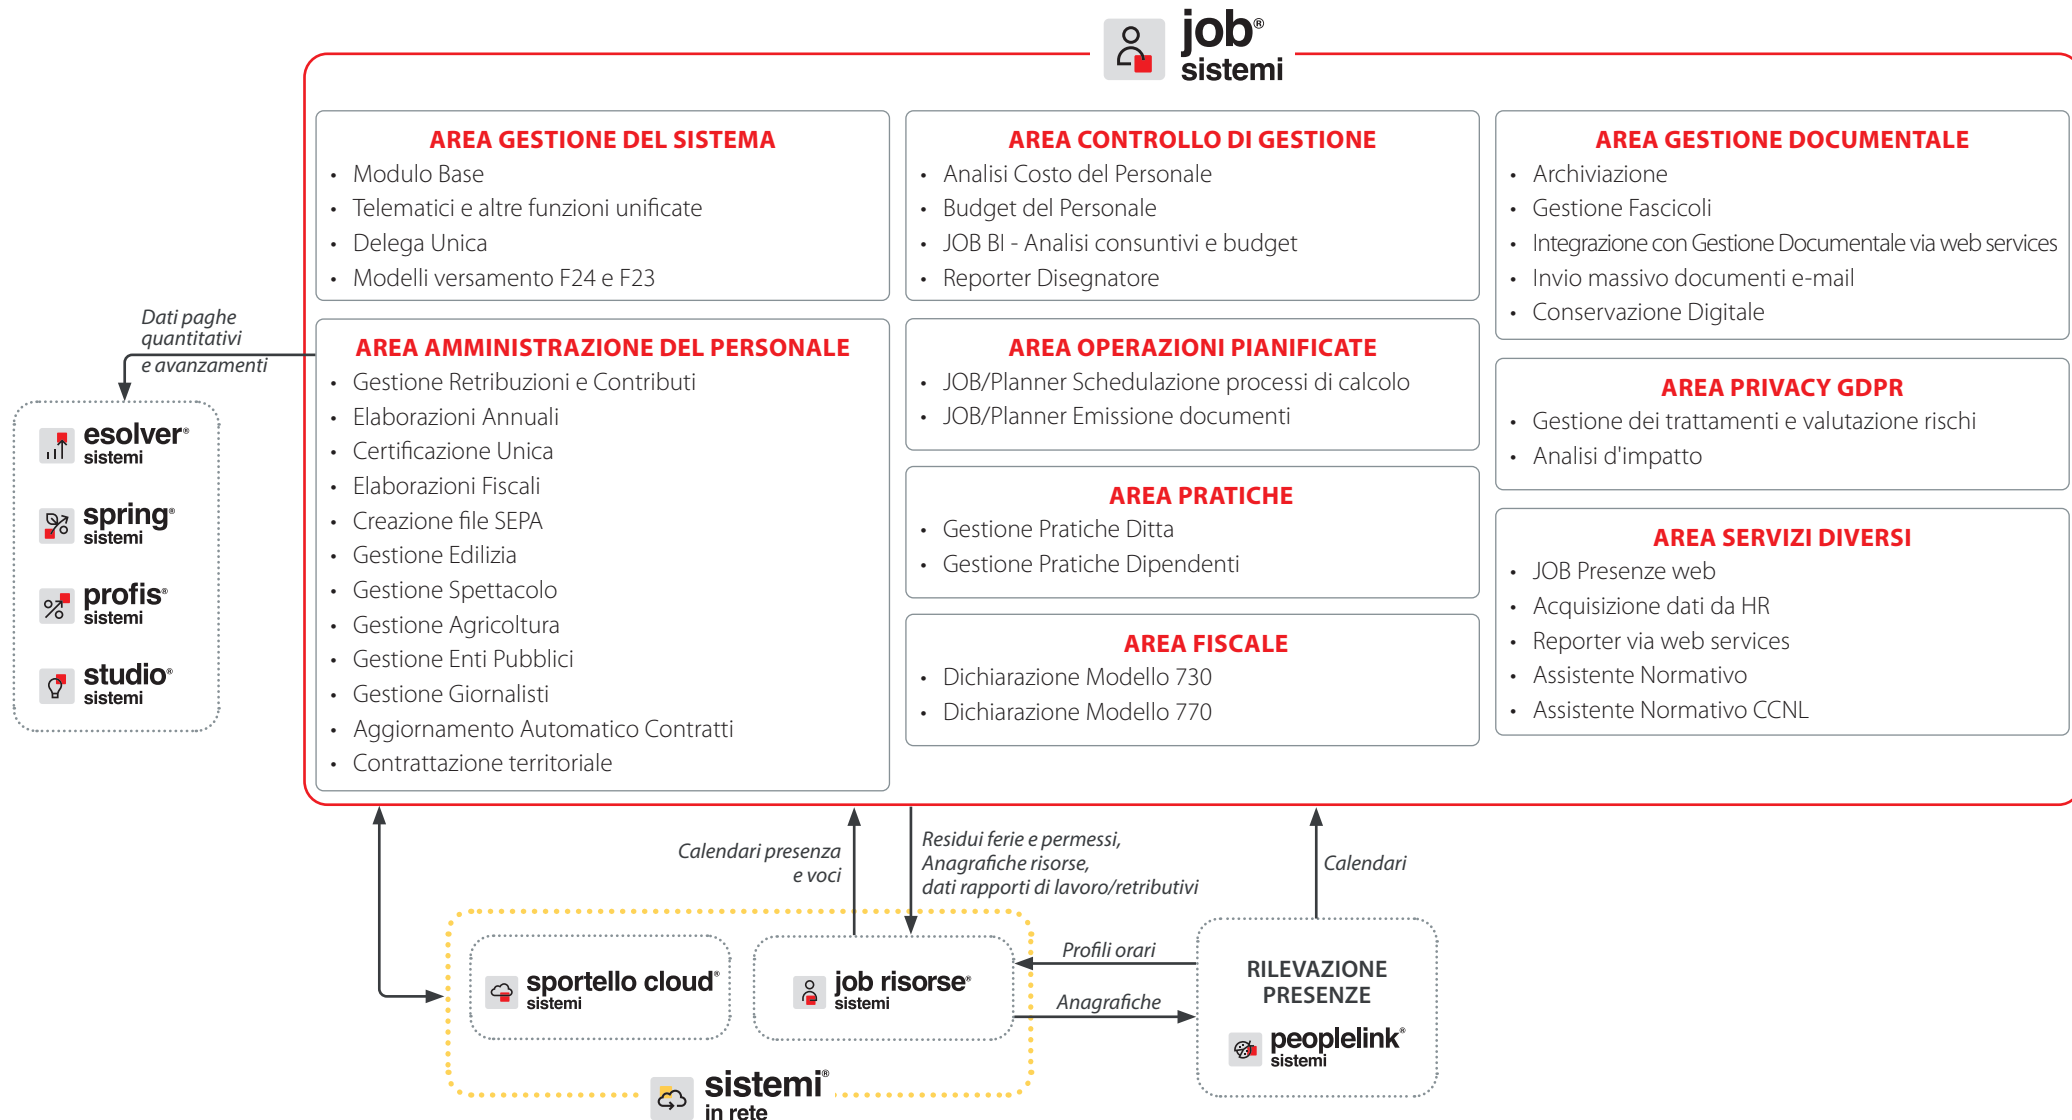 job®
sistemi
AREA GESTIONE DEL SISTEMA
• Modulo Base
• Telematici e altre funzioni unificate
• Delega Unica
• Modelli versamento F24 e F23
AREA AMMINISTRAZIONE DEL PERSONALE
• Gestione Retribuzioni e Contributi
• Elaborazioni Annuali
• Certificazione Unica
• Elaborazioni Fiscali
• Creazione file SEPA
• Gestione Edilizia
• Gestione Spettacolo
• Gestione Agricoltura
• Gestione Enti Pubblici
• Gestione Giornalisti
• Aggiornamento Automatico Contratti
• Contrattazione territoriale
AREA CONTROLLO DI GESTIONE
• Analisi Costo del Personale
• Budget del Personale
• JOB BI - Analisi consuntivi e budget
• Reporter Disegnatore
AREA OPERAZIONI PIANIFICATE
• JOB/Planner Schedulazione processi di calcolo
• JOB/Planner Emissione documenti
AREA PRATICHE
• Gestione Pratiche Ditta
• Gestione Pratiche Dipendenti
AREA FISCALE
• Dichiarazione Modello 730
• Dichiarazione Modello 770
AREA GESTIONE DOCUMENTALE
• Archiviazione
• Gestione Fascicoli
• Integrazione con Gestione Documentale via web services
• Invio massivo documenti e-mail
• Conservazione Digitale
AREA PRIVACY GDPR
• Gestione dei trattamenti e valutazione rischi
• Analisi d'impatto
AREA SERVIZI DIVERSI
• JOB Presenze web
• Acquisizione dati da HR
• Reporter via web services
• Assistente Normativo
• Assistente Normativo CCNL
Dati paghe
quantitativi
e avanzamenti
esolver®
sistemi
spring®
sistemi
profis®
sistemi
studio®
sistemi
Calendari presenza
e voci
Residui ferie e permessi,
Anagrafiche risorse,
dati rapporti di lavoro/retributivi
Calendari
sportello cloud®
sistemi
job risorse®
sistemi
Profili orari
Anagrafiche
RILEVAZIONE
PRESENZE
peoplelink®
sistemi
sistemi®
in rete